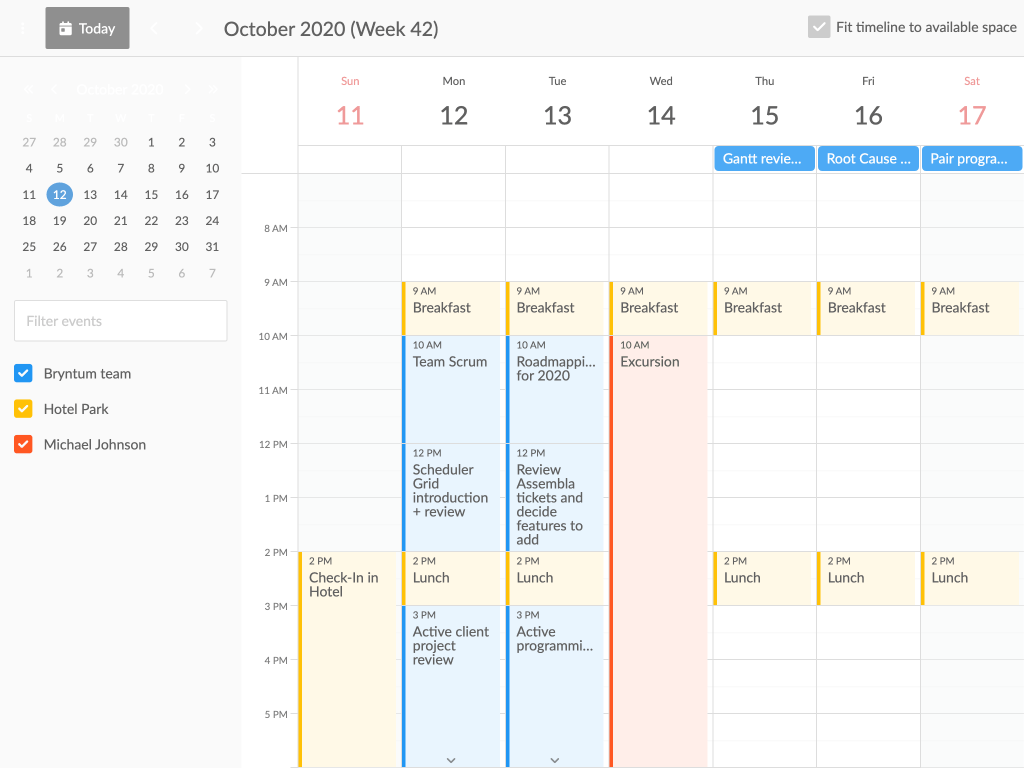 Today
October 2020 (Week 42)
Fit timeline to available space
October 2020
S M T W T F S
27 28 29 30 1 2 3
4 5 6 7 8 9 10
11 12 13 14 15 16 17
18 19 20 21 22 23 24
25 26 27 28 29 30 31
1 2 3 4 5 6 7
Filter events
Bryntum team
Hotel Park
Michael Johnson
Sun Mon Tue Wed Thu Fri Sat
11 12 13 14 15 16 17
Gantt revie... Root Cause ... Pair progra...
8 AM
9 AM
10 AM
11 AM
12 PM
1 PM
2 PM
3 PM
4 PM
5 PM
2 PM
Check-In in
Hotel
9 AM
Breakfast
10 AM
Team Scrum
12 PM
Scheduler
Grid
introduction
+ review
2 PM
Lunch
3 PM
Active client
project
review
9 AM
Breakfast
10 AM
Roadmappi...
for 2020
12 PM
Review
Assembla
tickets and
decide
features to
add
2 PM
Lunch
3 PM
Active
programmi...
9 AM
Breakfast
10 AM
Excursion
9 AM
Breakfast
2 PM
Lunch
9 AM
Breakfast
2 PM
Lunch
9 AM
Breakfast
2 PM
Lunch